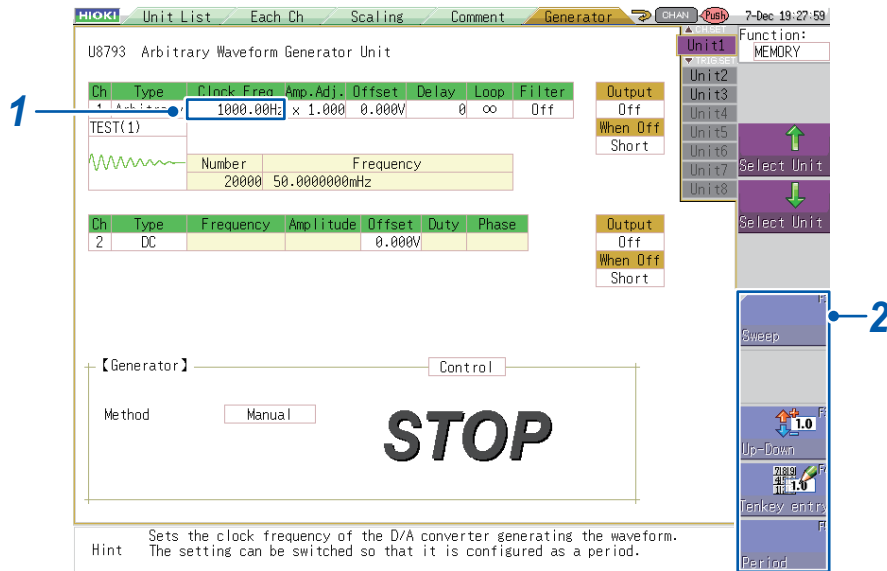 HIOKI Unit List Each Ch Scaling Comment Generator CHAN Push 7-Dec 19:27:59
U8793 Arbitrary Waveform Generator Unit
Unit1
TRIG SET
Unit2
Unit3
Unit4
Unit5
Unit6
Unit7
Unit8
Function:
MEMORY
Select Unit
Select Unit
Ch Type Clock Freq Amp.Adj. Offset Delay Loop Filter
1 1000.00Hz x 1.000 0.000V 0 ∞ Off
TEST(1)
Number Frequency
20000 50.0000000mHz
Output
Off
When Off
Short
1
Ch Type Frequency Amplitude Offset Duty Phase
2 DC 0.000V
Output
Off
When Off
Short
【Generator】 Control
Method Manual
STOP
Sweep
1.0
Up-Down
1.0
Tenkey entry
Period
2
Hint Sets the clock frequency of the D/A converter generating the waveform.
The setting can be switched so that it is configured as a period.